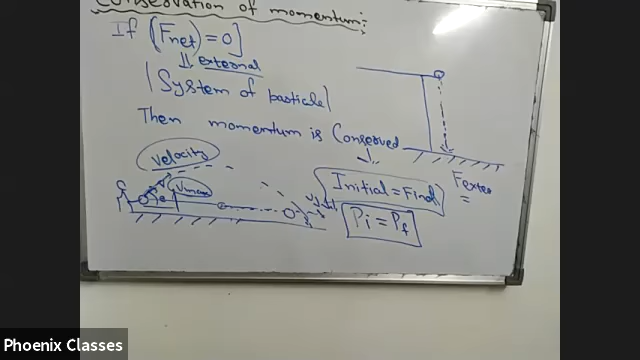 Conservation of momentum:
If (Fnet) = 0]
⇓ external
|System of particle|
Then momentum is Conserved
velocity
Initial = Final
Pi = Pf
Fexter
=
Phoenix Classes